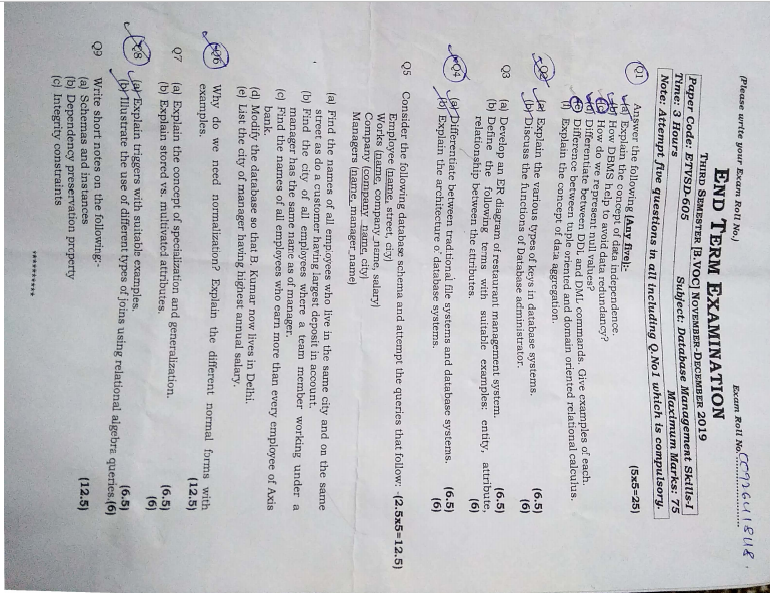 (Please write your Exam Roll No.)
Exam Roll No.
END TERM EXAMINATION
THIRD SEMESTER [B.VOC] NOVEMBER-DECEMBER 2019
Paper Code: ETVSD-605 Subject: Database Management Skills-I
Time: 3 Hours Maximum Marks: 75
Note: Attempt five questions in all including Q.No1 which is compulsory.
Q1 Answer the following: (Any five):- (5x5=25)
(a) Explain the concept of data independence.
(b) How DBMS help to avoid data redundancy?
(c) How do we represent null values?
(d) Differentiate between DDL and DML commands. Give examples of each.
(e) Difference between tuple oriented and domain oriented relational calculus.
(f) Explain the concept of data aggregation.
Q2 (a) Explain the various types of keys in database systems. (6.5)
(b) Discuss the functions of Database administrator. (6)
Q3 (a) Develop an ER diagram of restaurant management system. (6.5)
(b) Define the following terms with suitable examples: entity, attribute,
relationship between the attributes. (6)
Q4 (a) Differentiate between traditional file systems and database systems. (6.5)
(b) Explain the architecture of database systems. (6)
Q5 Consider the following database schema and attempt the queries that follow: -(2.5x5=12.5)
Employee (name, street, city)
Works (name, company_name, salary)
Company (company_name, city)
Managers (name, manager_name)
(a) Find the names of all employees who live in the same city and on the same
street as do a customer having largest deposit in account.
(b) Find the city of all employees where a team member working under a
manager has the same name as of manager.
(c) Find the names of all employees who earn more than every employee of Axis
bank.
(d) Modify the database so that B. Kumar now lives in Delhi.
(e) List the city of manager having highest annual salary.
Q6 Why do we need normalization? Explain the different normal forms with
examples. (12.5)
Q7 (a) Explain the concept of specialization and generalization. (6.5)
(b) Explain stored vs. multivated attributes. (6)
Q8 (a) Explain triggers with suitable examples. (6.5)
(b) Illustrate the use of different types of joins using relational algebra queries.(6)
Q9 Write short notes on the following:- (12.5)
(a) Schemas and instances
(b) Dependency preservation property
(c) Integrity constraints
**********